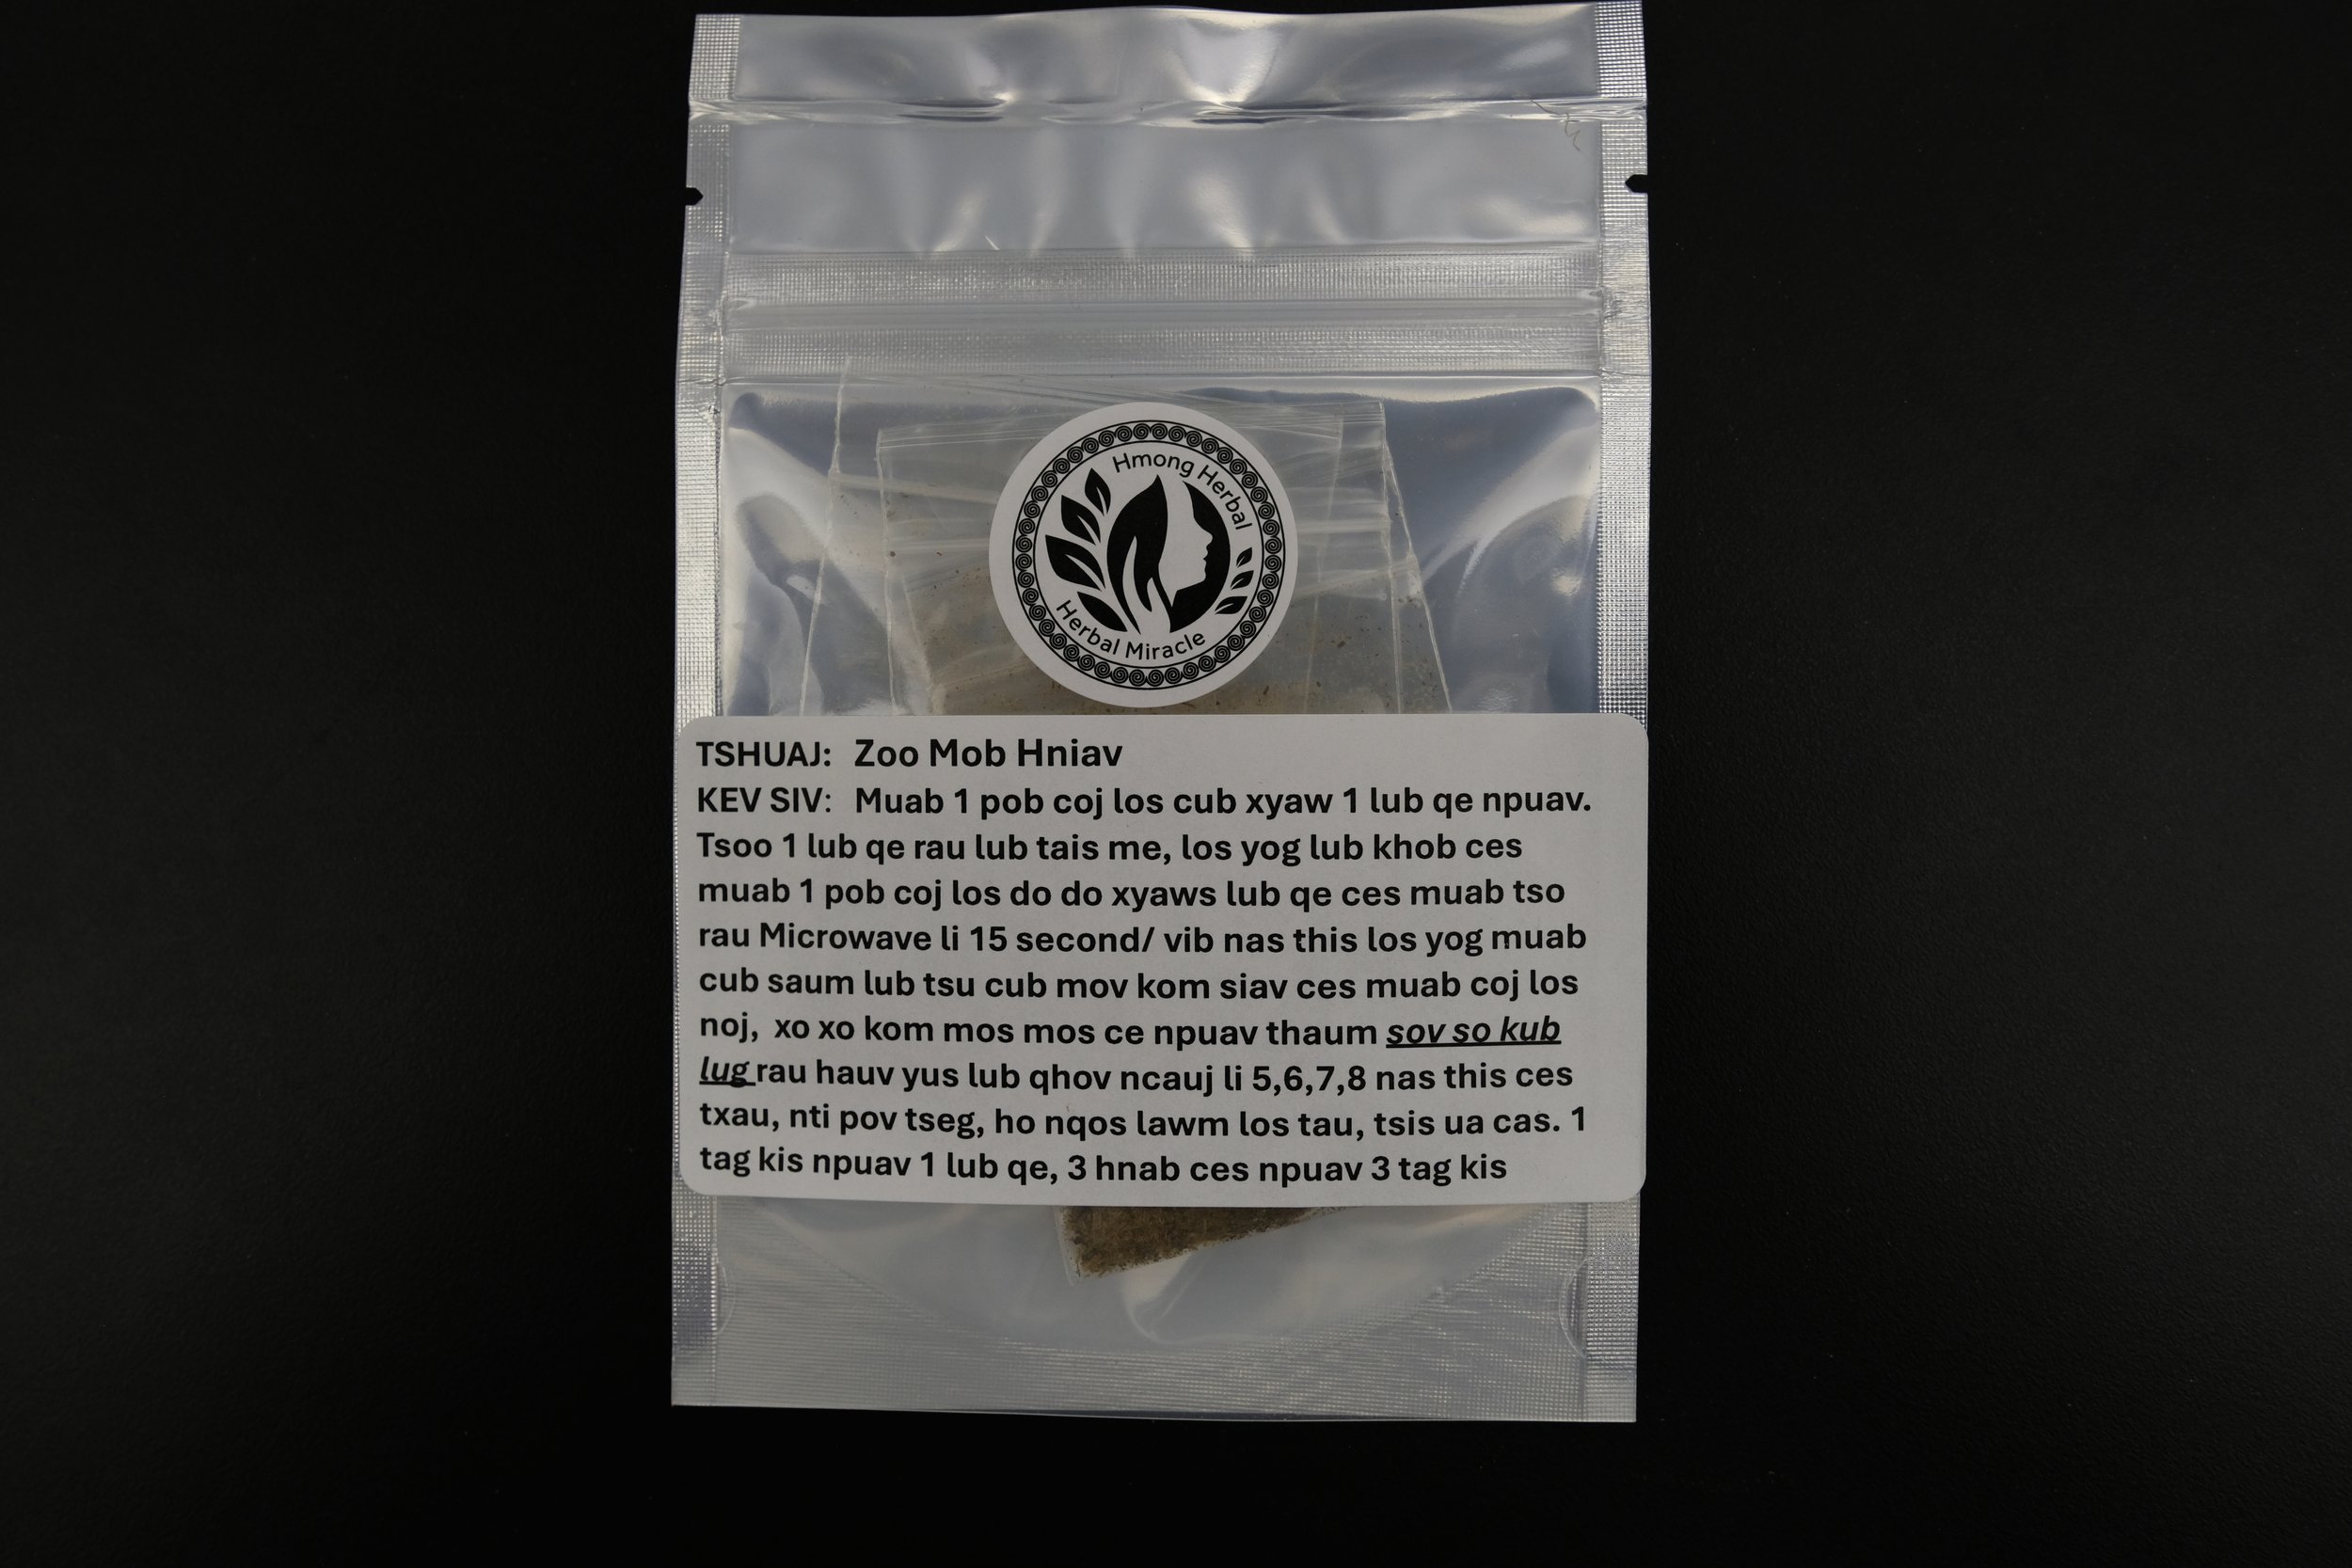 Hmong Herbal
Herbal Miracle
TSHUAJ: Zoo Mob Hniav
KEV SIV: Muab 1 pob coj los cub xyaw 1 lub qe npuav.
Tsoo 1 lub qe rau lub tais me, los yog lub khob ces
muab 1 pob coj los do do xyaws lub qe ces muab tso
rau Microwave li 15 second/ vib nas this los yog muab
cub saum lub tsu cub mov kom siav ces muab coj los
noj, xo xo kom mos mos ce npuav thaum sov so kub
lug rau hauv yus lub qhov ncauj li 5,6,7,8 nas this ces
txau, nti pov tseg, ho nqos lawm los tau, tsis ua cas. 1
tag kis npuav 1 lub qe, 3 hnab ces npuav 3 tag kis